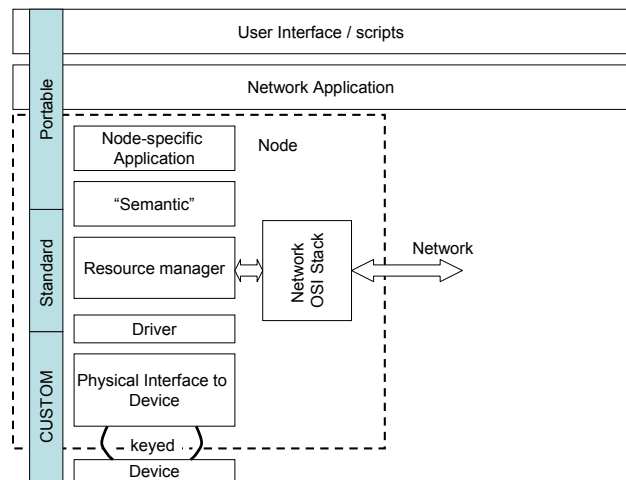 User Interface / scripts
Network Application
Portable
Node-specific
Application
Node
“Semantic”
Standard
Resource manager
Network
OSI Stack
Network
Driver
CUSTOM
Physical Interface to
Device
keyed
Device